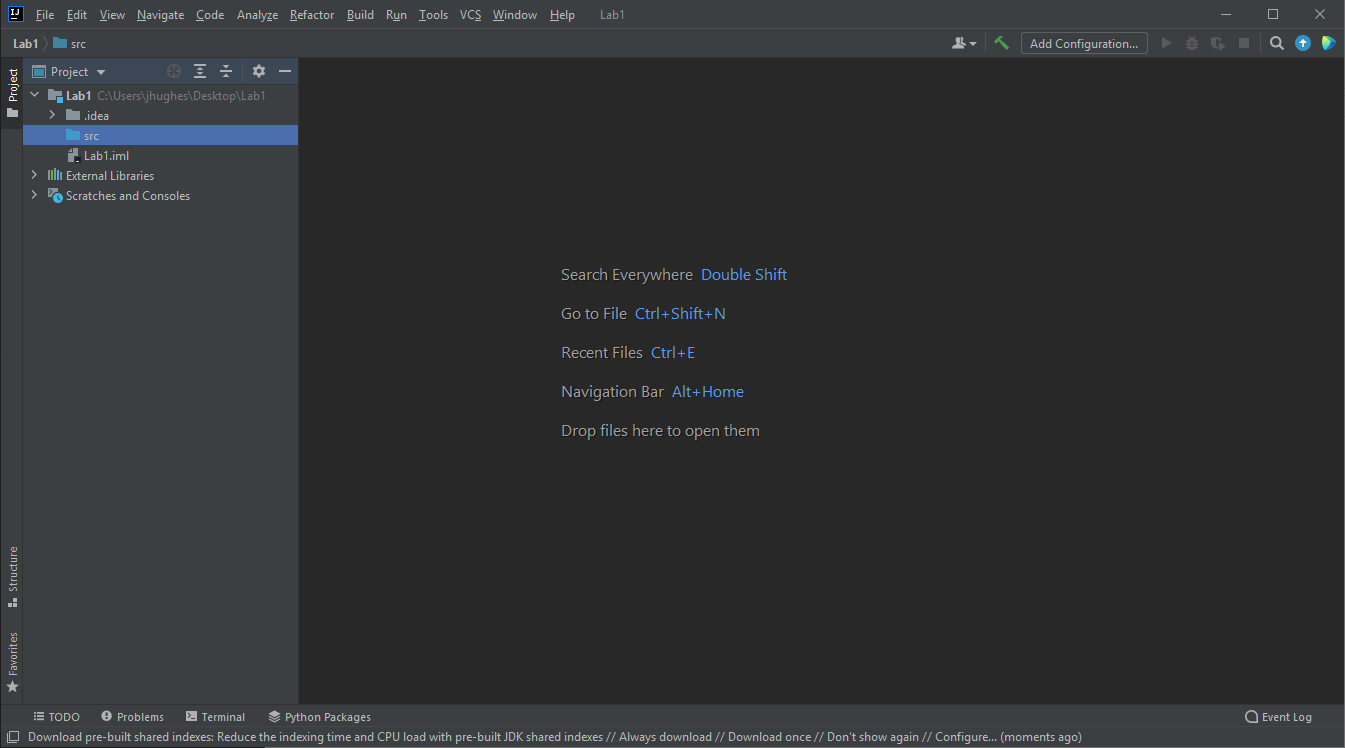 IJ File Edit View Navigate Code Analyze Refactor Build Run Tools VCS Window Help Lab1
Lab1 src Add Configuration...
Project
Project
Lab1 C:\Users\jhughes\Desktop\Lab1
.idea
src
Lab1.iml
External Libraries
Scratches and Consoles
Search Everywhere Double Shift
Go to File Ctrl+Shift+N
Recent Files Ctrl+E
Navigation Bar Alt+Home
Drop files here to open them
Structure
Favorites
TODO Problems Terminal Python Packages Event Log
Download pre-built shared indexes: Reduce the indexing time and CPU load with pre-built JDK shared indexes // Always download // Download once // Don't show again // Configure... (moments ago)